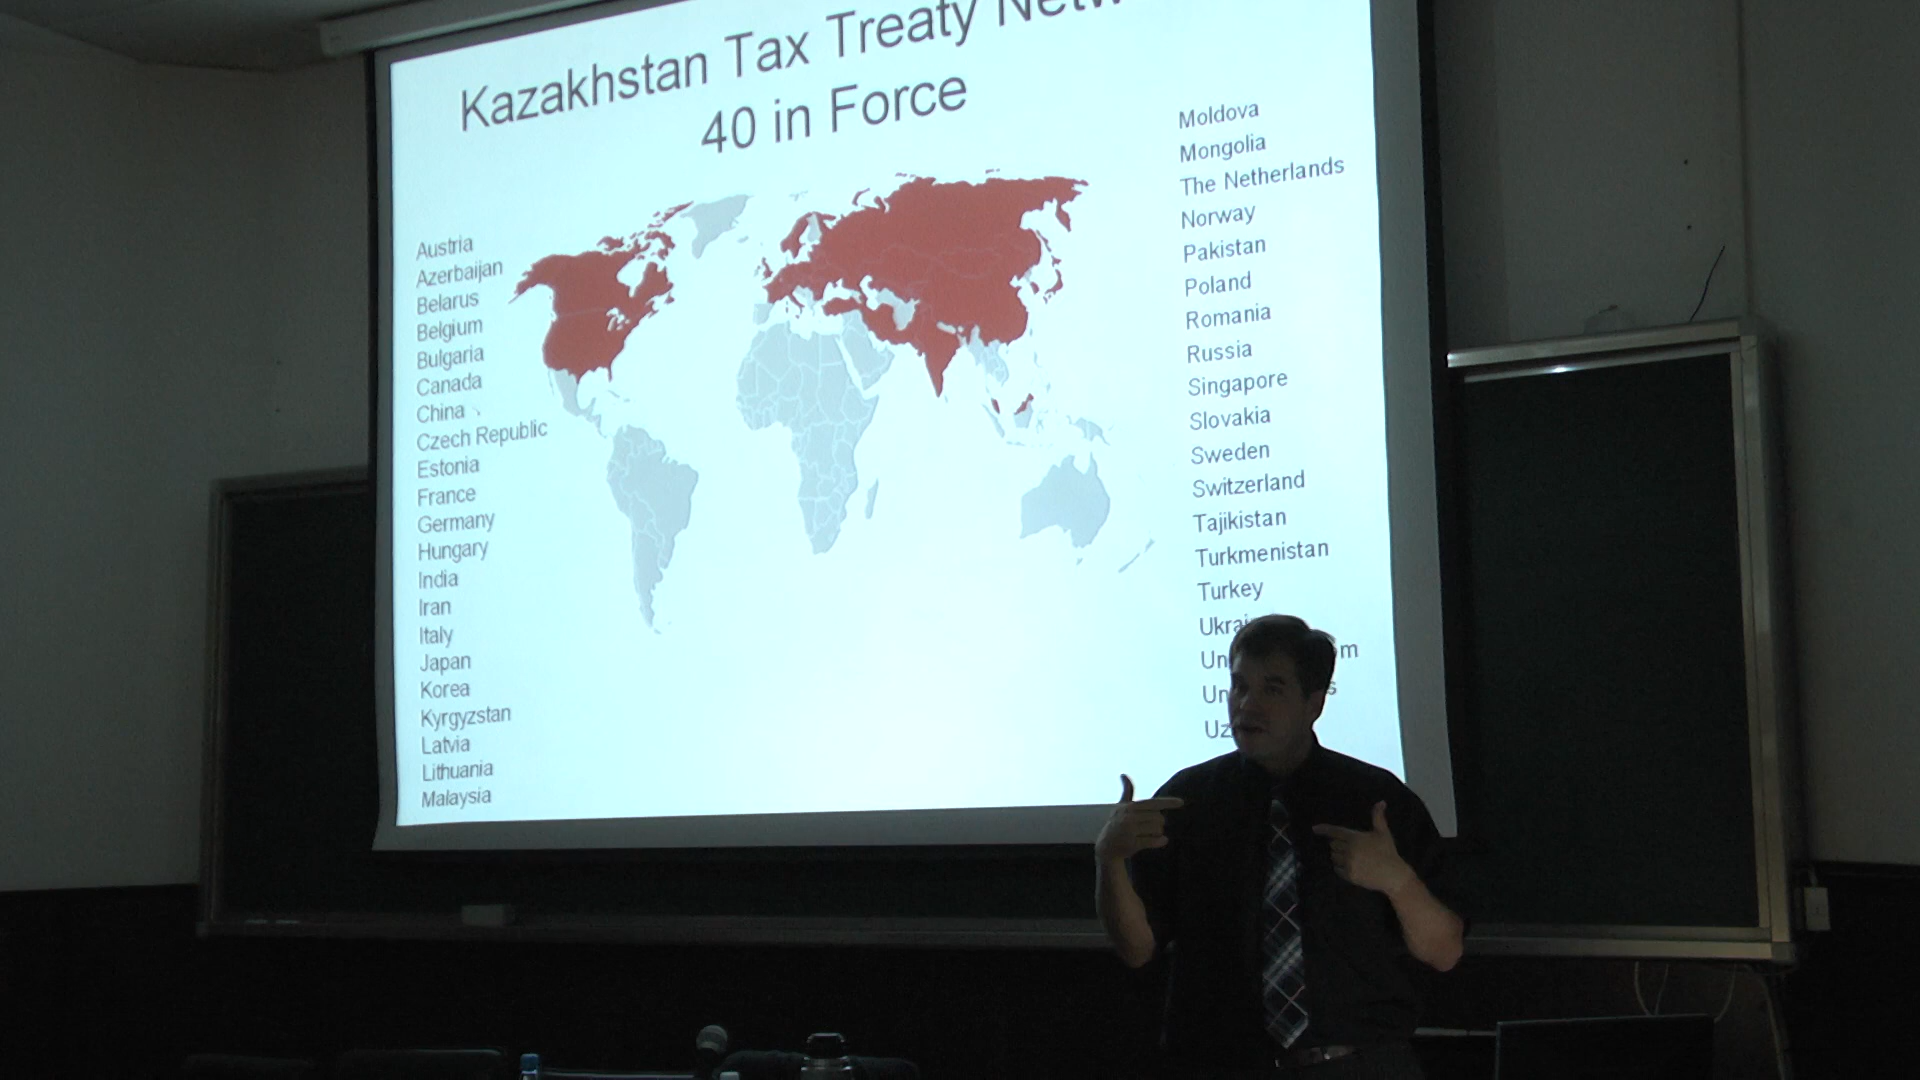 Kazakhstan Tax Treaty
40 in Force
Austria
Azerbaijan
Belarus
Belgium
Bulgaria
Canada
China
Czech Republic
Estonia
France
Germany
Hungary
India
Iran
Italy
Japan
Korea
Kyrgyzstan
Latvia
Lithuania
Malaysia
Moldova
Mongolia
The Netherlands
Norway
Pakistan
Poland
Romania
Russia
Singapore
Slovakia
Sweden
Switzerland
Tajikistan
Turkmenistan
Turkey